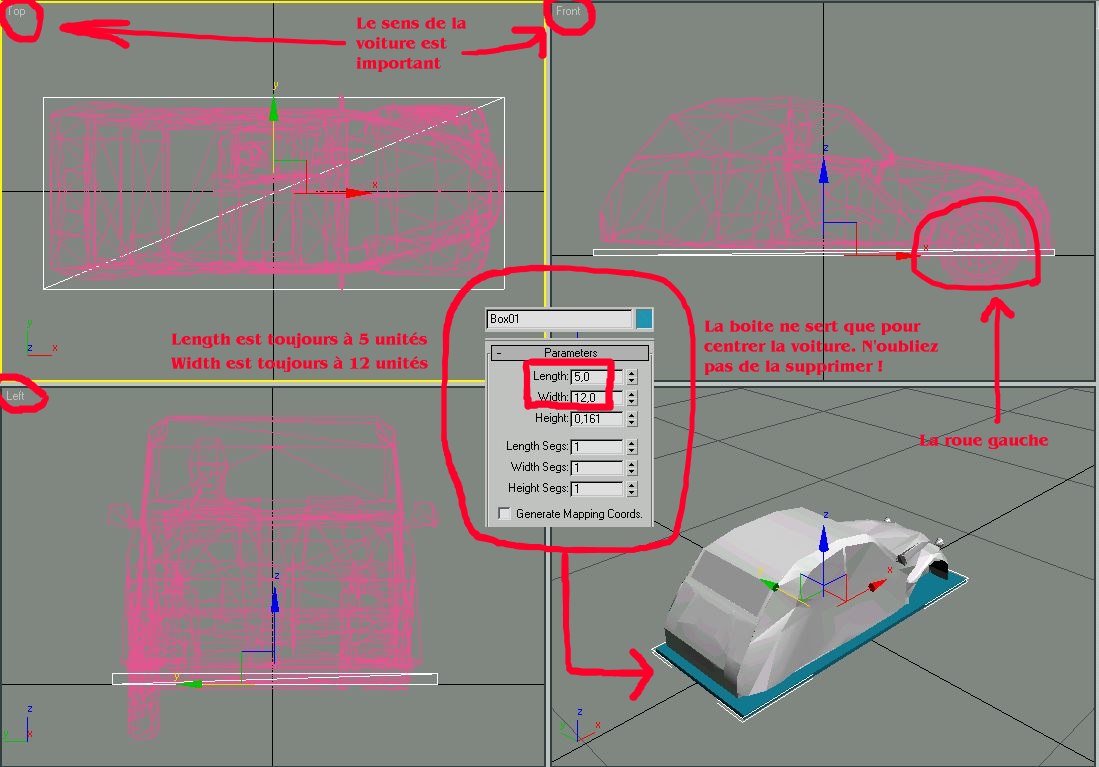 Top
Le sens de la
voiture est
important
Front
y
x
z
x
Length est toujours à 5 unités
Width est toujours à 12 unités
y
z
x
Box01
- Parameters
Length: 5,0
Width: 12,0
Height: 0,161
Length Segs: 1
Width Segs: 1
Height Segs: 1
Generate Mapping Coords.
La boite ne sert que pour
centrer la voiture. N'oubliez
pas de la supprimer !
La roue gauche
Left
z
y
z
y
x
z
y
x
z
y
x